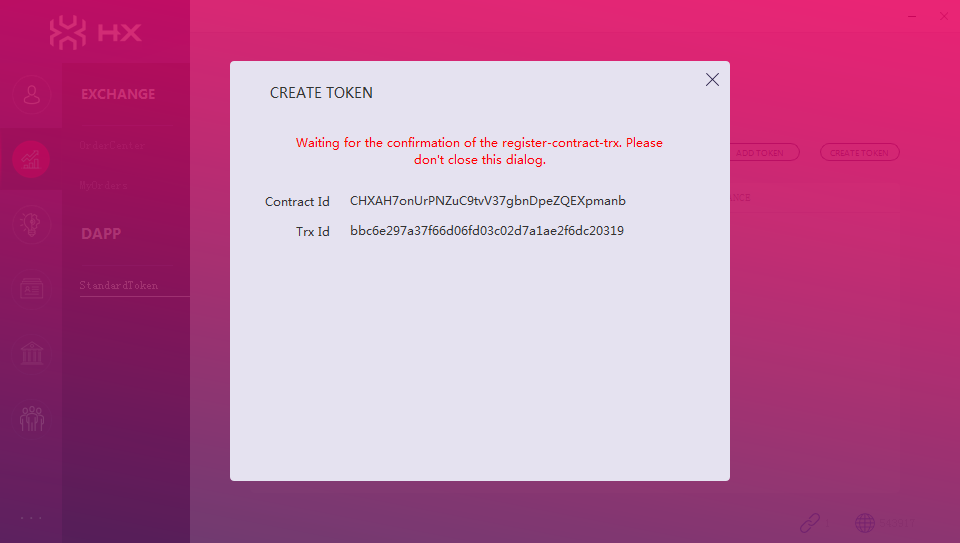 HX
CREATE TOKEN
EXCHANGE
Waiting for the confirmation of the register-contract-trx. Please
don't close this dialog.
OrderCenter
ADD TOKEN
CREATE TOKEN
MyOrders
Contract Id CHXAH7onUrPNZuC9tvV37gbnDpeZQEXpmanb
Trx Id bbc6e297a37f66d06fd03c02d7a1ae2f6dc20319
DAPP
StandardToken